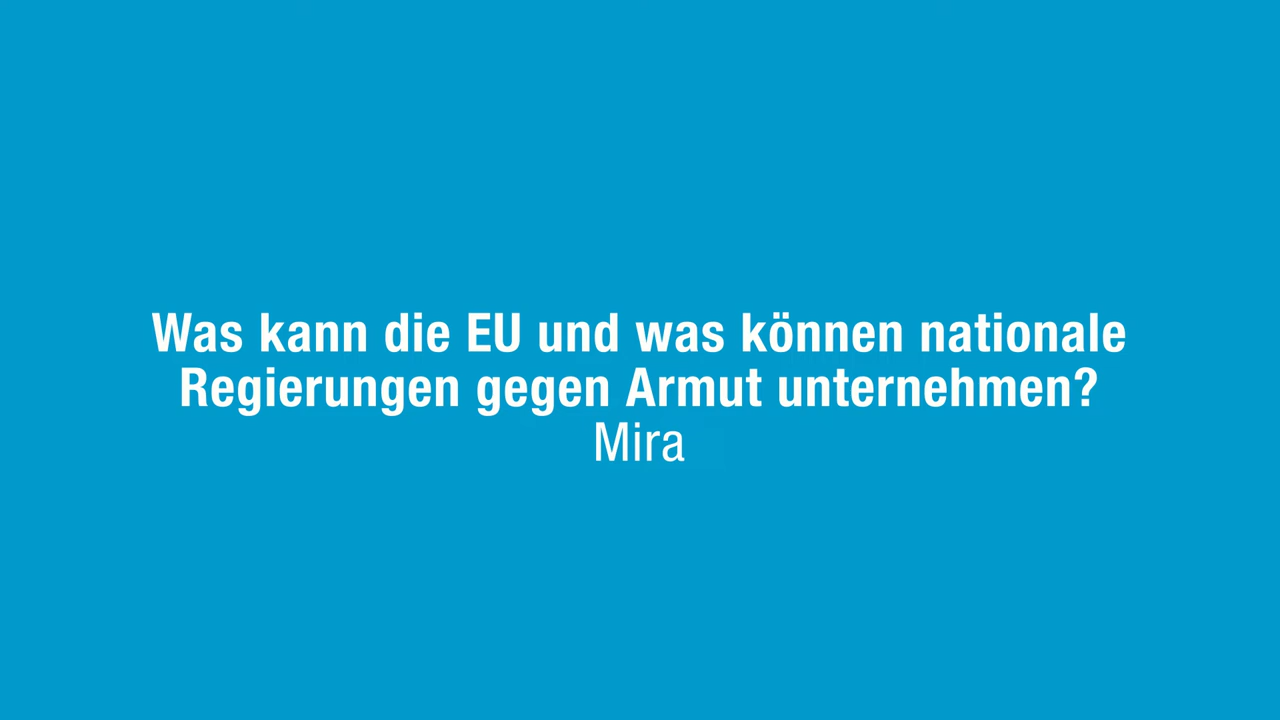 Was kann die EU und was können nationale
Regierungen gegen Armut unternehmen?
Mira